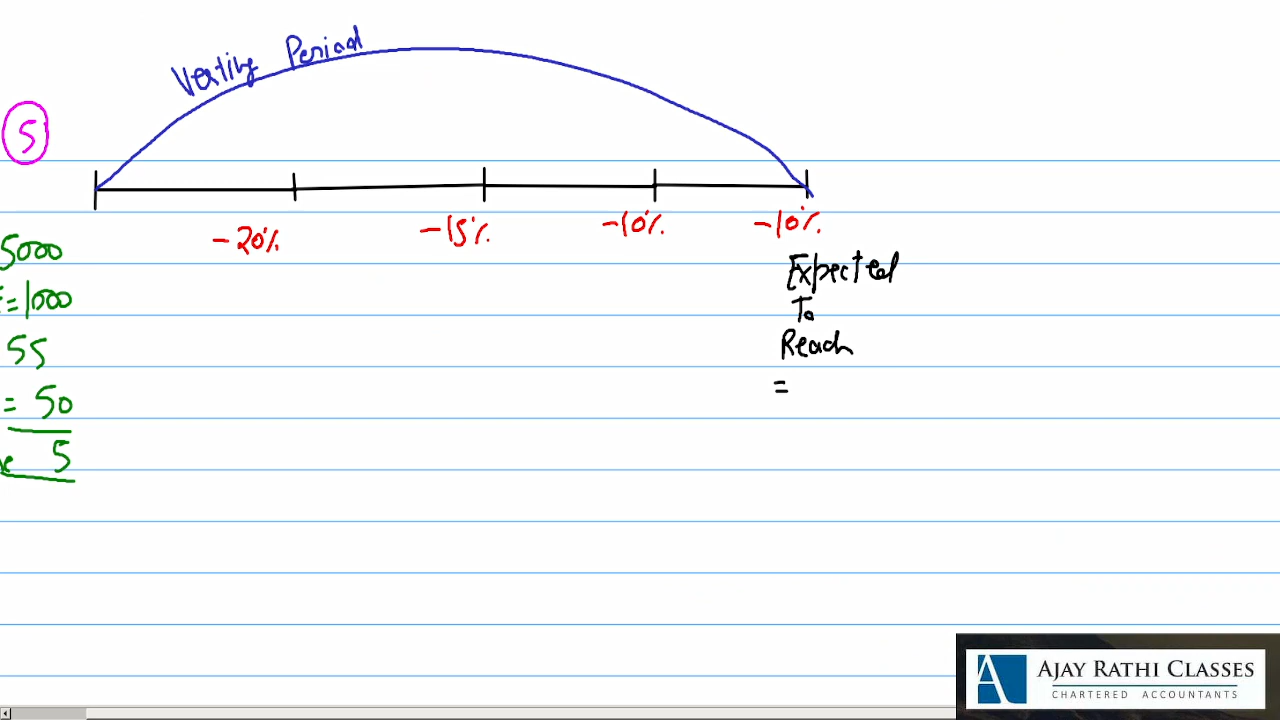 Vesting Period
5
-20% -15% -10% -10%
5000
=1000
55
= 50
5
Expected
To
Reach
=
AJAY RATHI CLASSES
CHARTERED ACCOUNTANTS